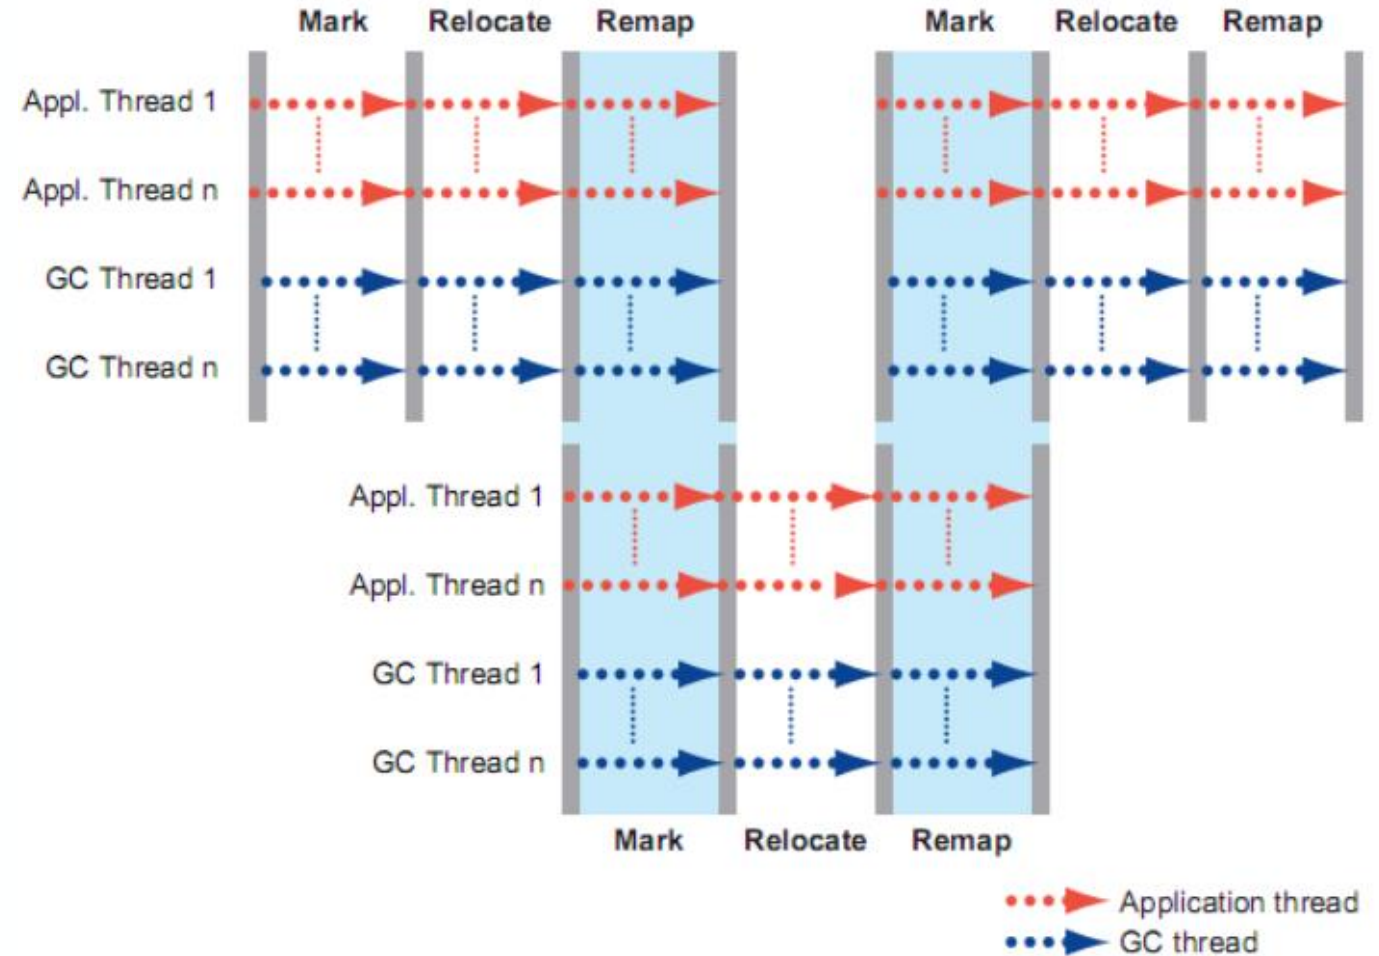 Mark Relocate Remap Mark Relocate Remap
Appl. Thread 1
Appl. Thread n
GC Thread 1
GC Thread n
Appl. Thread 1
Appl. Thread n
GC Thread 1
GC Thread n
Mark Relocate Remap
Application thread
GC thread